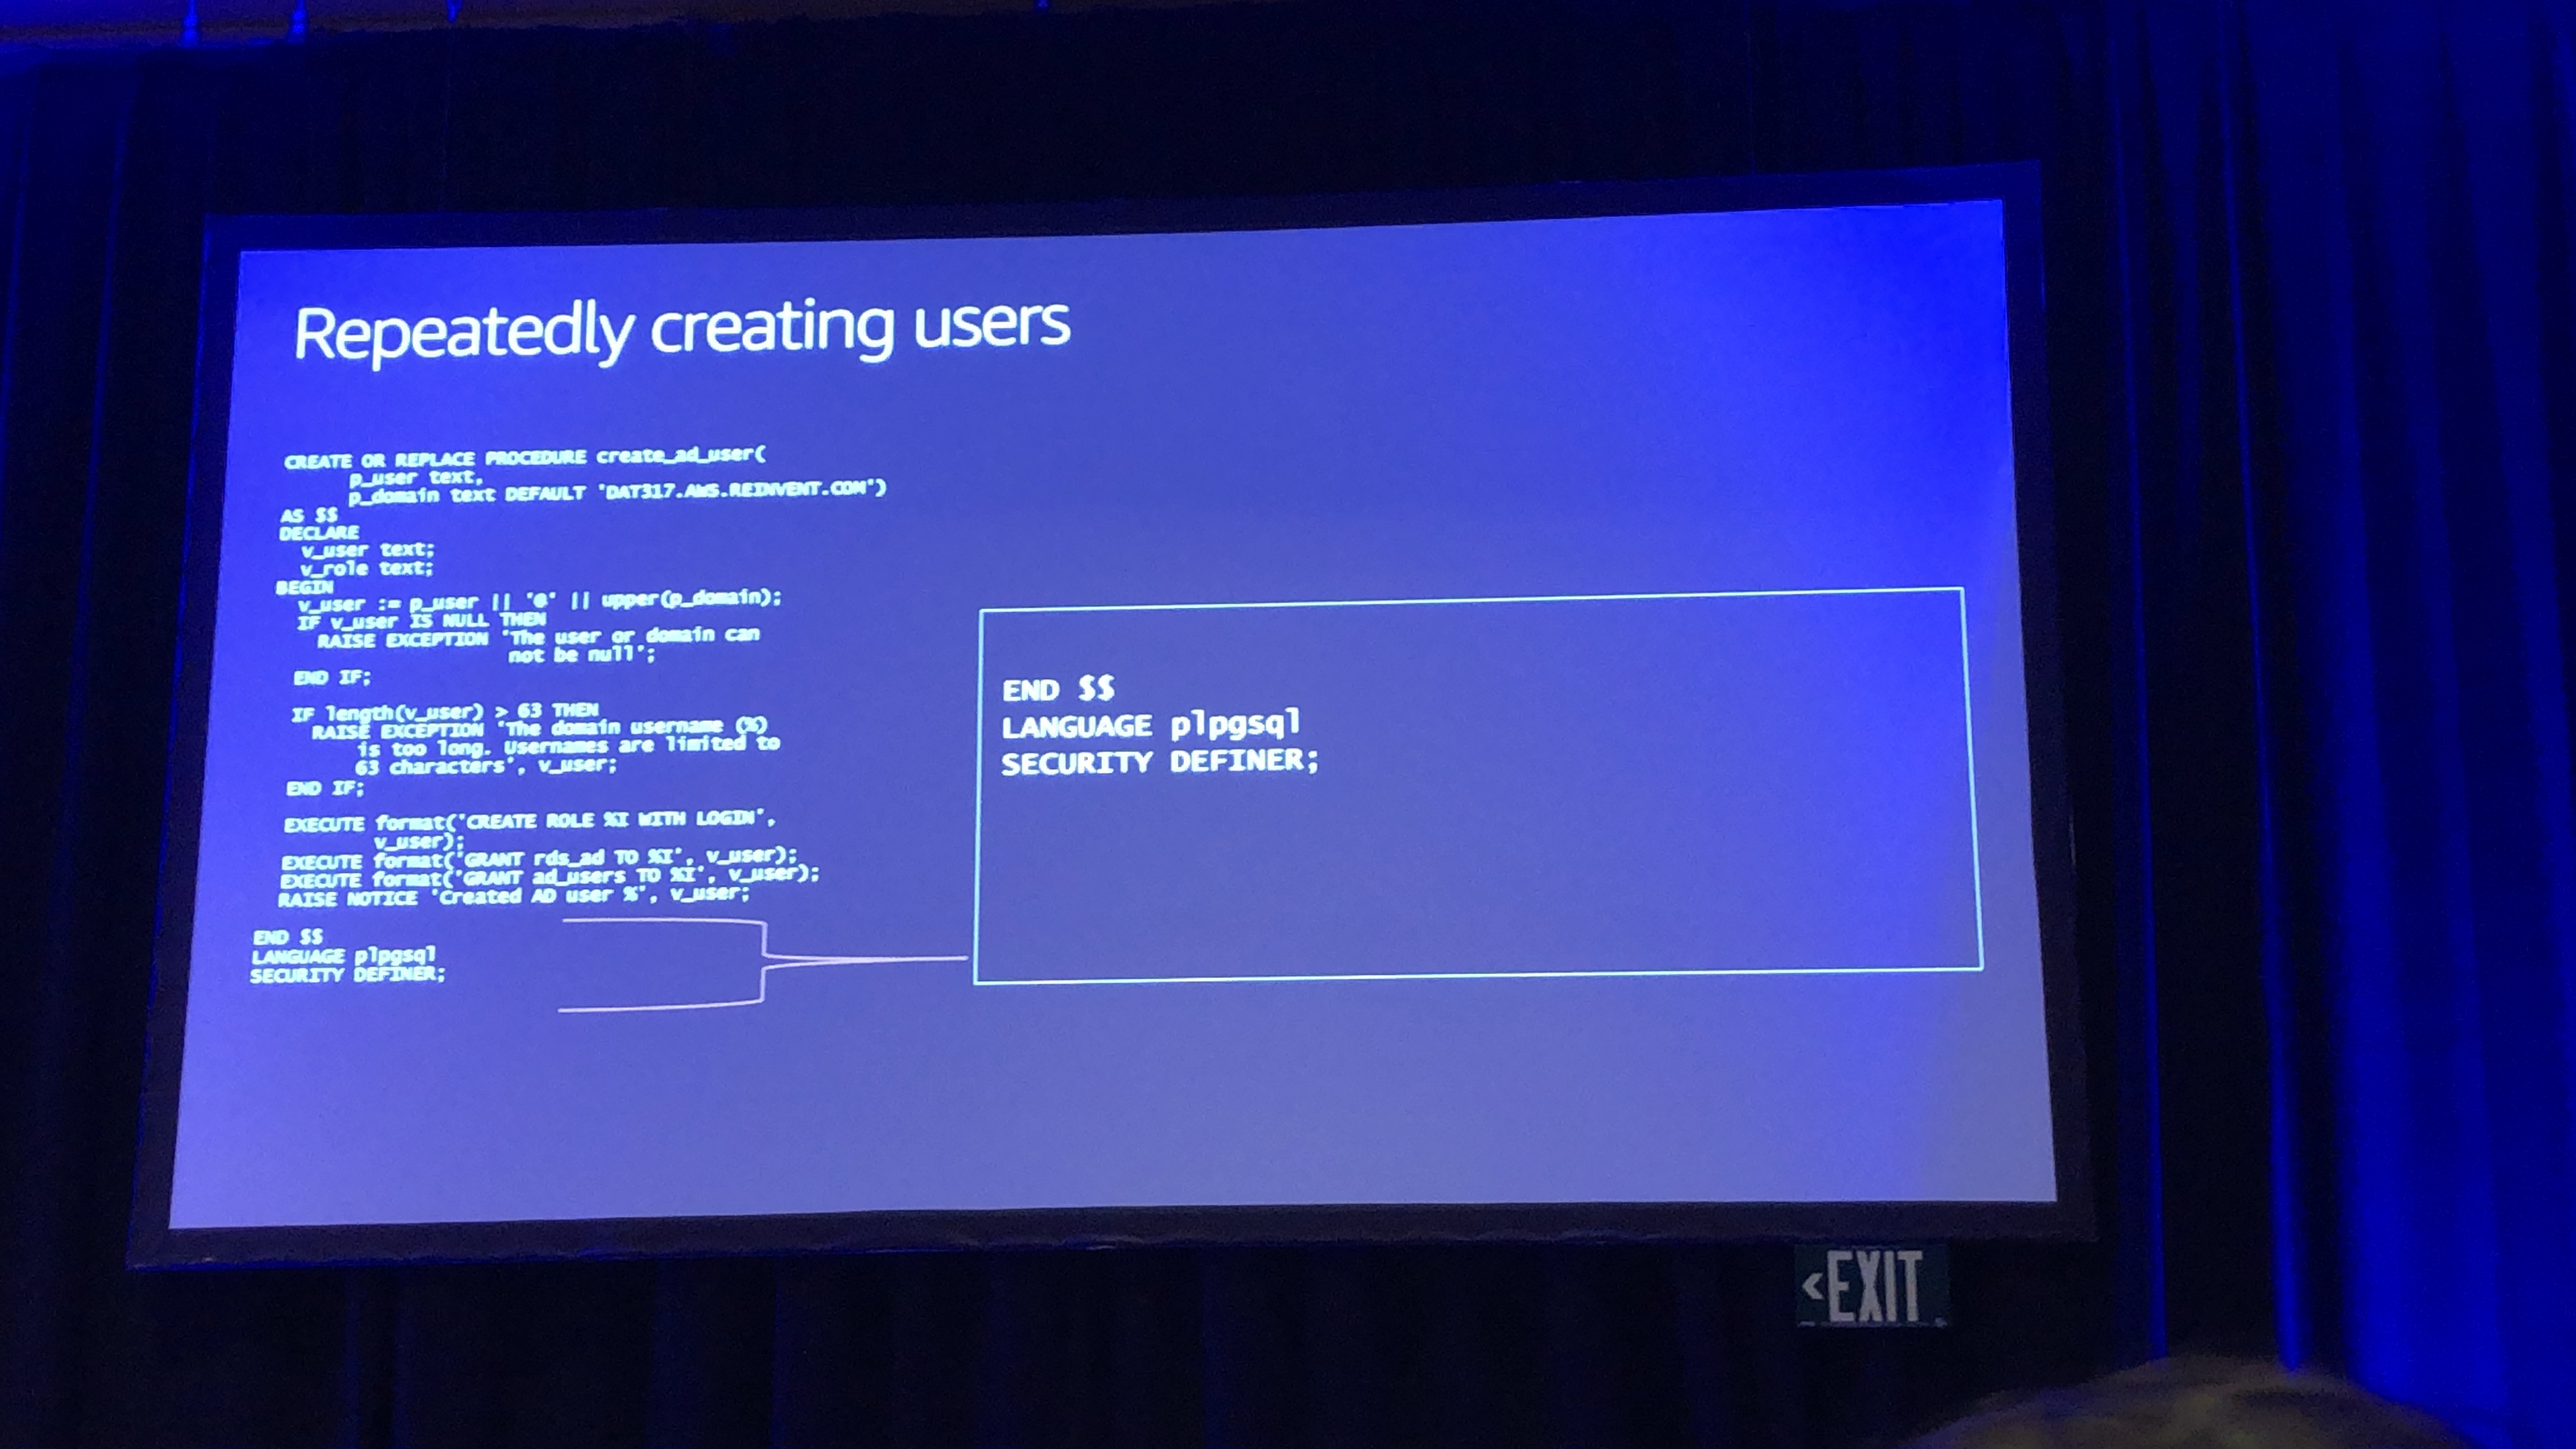 Repeatedly creating users
CREATE OR REPLACE PROCEDURE create_ad_user(
p_user text,
p_domain text DEFAULT 'DAT317.AWS.REINVENT.COM')
AS $$
DECLARE
v_user text;
v_role text;
BEGIN
v_user := p_user || '@' || upper(p_domain);
IF v_user IS NULL THEN
RAISE EXCEPTION 'The user or domain can
not be null';
END IF;
IF length(v_user) > 63 THEN
RAISE EXCEPTION 'The domain username (%)
is too long. Usernames are limited to
63 characters', v_user;
END IF;
EXECUTE format('CREATE ROLE %I WITH LOGIN',
v_user);
EXECUTE format('GRANT rds_ad TO %I', v_user);
EXECUTE format('GRANT ad_users TO %I', v_user);
RAISE NOTICE 'Created AD user %', v_user;
END $$
LANGUAGE plpgsql
SECURITY DEFINER;
END $$
LANGUAGE plpgsql
SECURITY DEFINER;
<EXIT